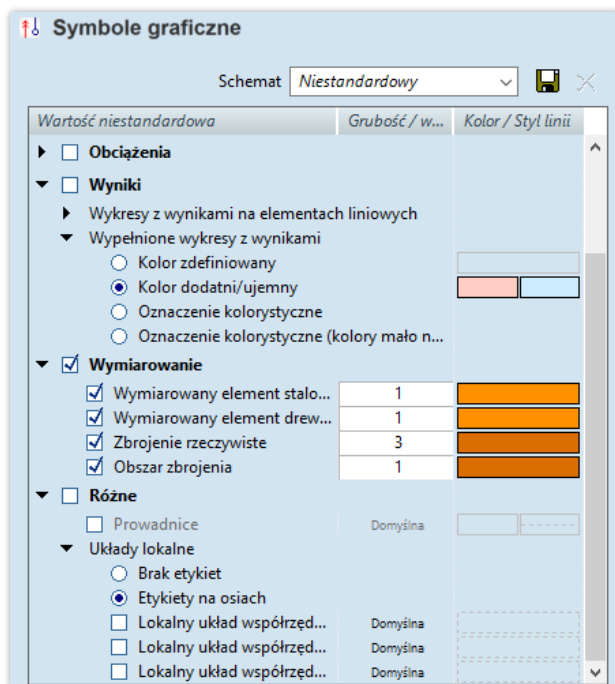 Symbole graficzne
Schemat Niestandardowy
Wartość niestandardowa Grubość / w... Kolor / Styl linii
Obciążenia
Wyniki
Wykresy z wynikami na elementach liniowych
Wypełnione wykresy z wynikami
Kolor zdefiniowany
Kolor dodatni/ujemny
Oznaczenie kolorystyczne
Oznaczenie kolorystyczne (kolory mało n...
Wymiarowanie
Wymiarowany element stalo... 1
Wymiarowany element drew... 1
Zbrojenie rzeczywiste 3
Obszar zbrojenia 1
Różne
Prowadnice Domyślna
Układy lokalne
Brak etykiet
Etykiety na osiach
Lokalny układ współrzęd... Domyślna
Lokalny układ współrzęd... Domyślna
Lokalny układ współrzęd... Domyślna